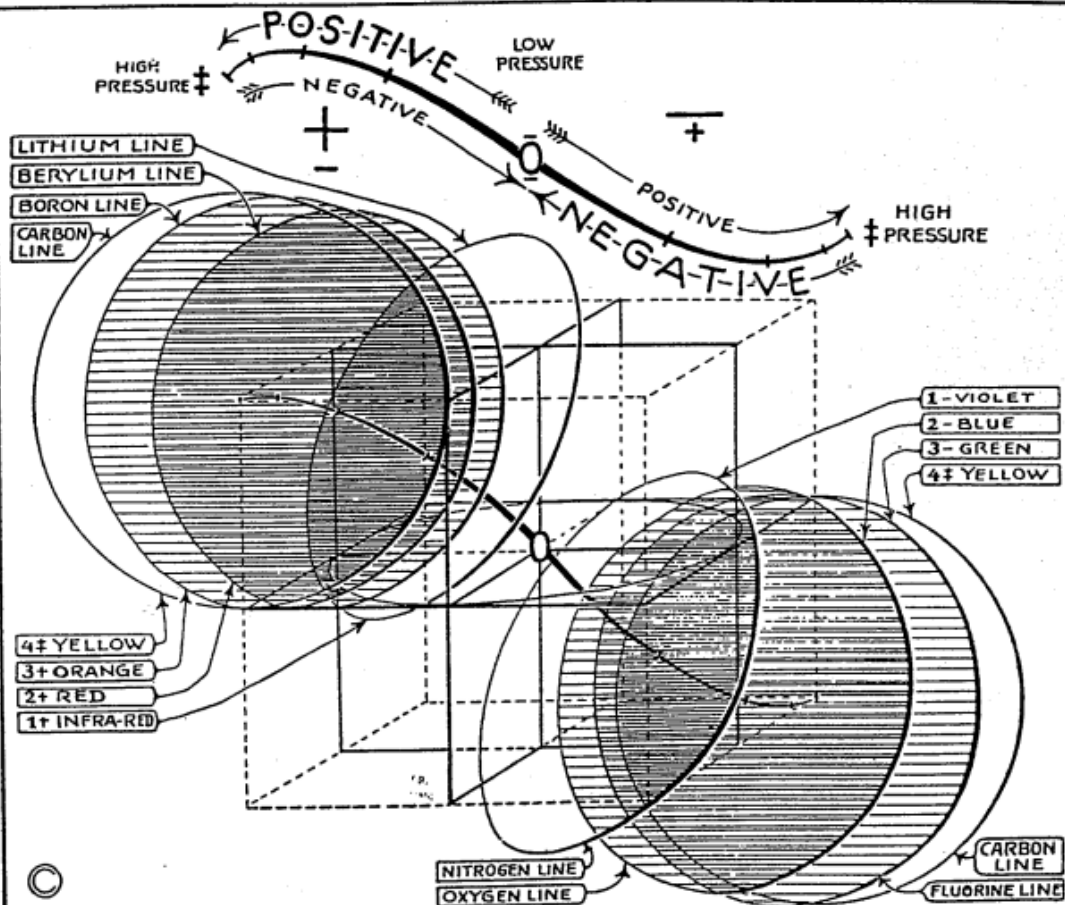 POSITIVE
LOW
PRESSURE
HIGH
PRESSURE ‡
NEGATIVE
+
-
0
-
+
POSITIVE
NEGATIVE
‡ HIGH
PRESSURE
LITHIUM LINE
BERYLIUM LINE
BORON LINE
CARBON
LINE
1-VIOLET
2-BLUE
3-GREEN
4‡ YELLOW
0
4‡ YELLOW
3+ ORANGE
2+ RED
1+ INFRA-RED
NITROGEN LINE
OXYGEN LINE
CARBON
LINE
FLUORINE LINE
©